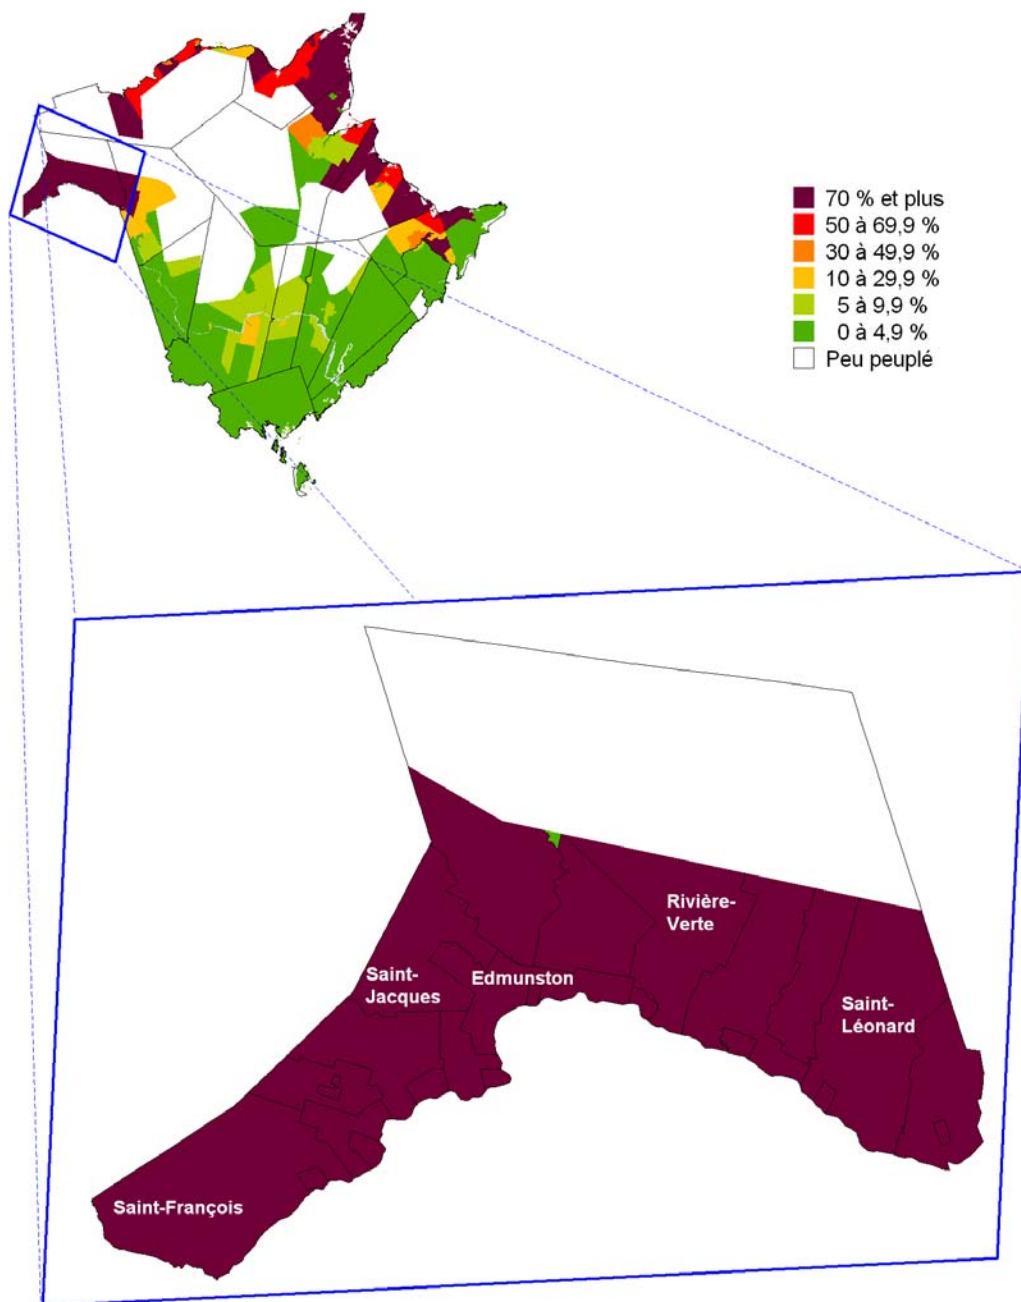 70 % et plus
50 à 69,9 %
30 à 49,9 %
10 à 29,9 %
5 à 9,9 %
0 à 4,9 %
Peu peuplé
Rivière-
Verte
Saint-
Jacques
Edmunston
Saint-
Léonard
Saint-François